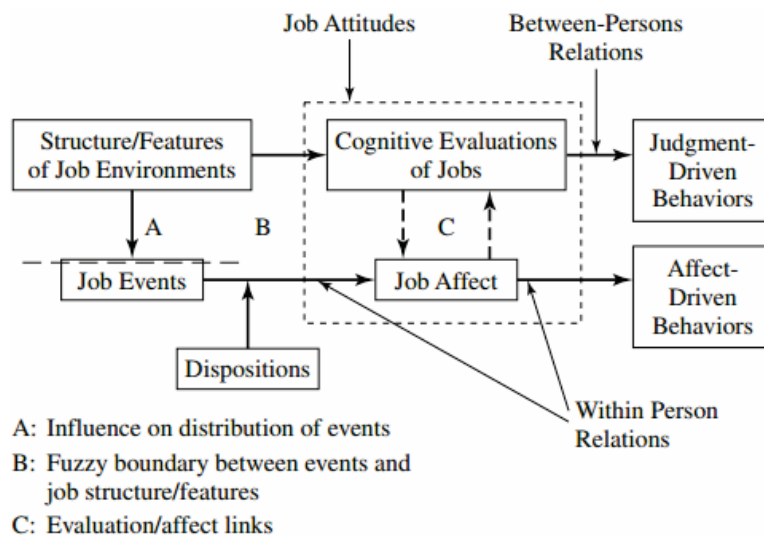 Job Attitudes
Between-Persons
Relations
Structure/Features
of Job Environments
Cognitive Evaluations
of Jobs
Judgment-
Driven
Behaviors
A
B
C
Job Events
Job Affect
Affect-
Driven
Behaviors
Dispositions
Within Person
Relations
A: Influence on distribution of events
B: Fuzzy boundary between events and
job structure/features
C: Evaluation/affect links